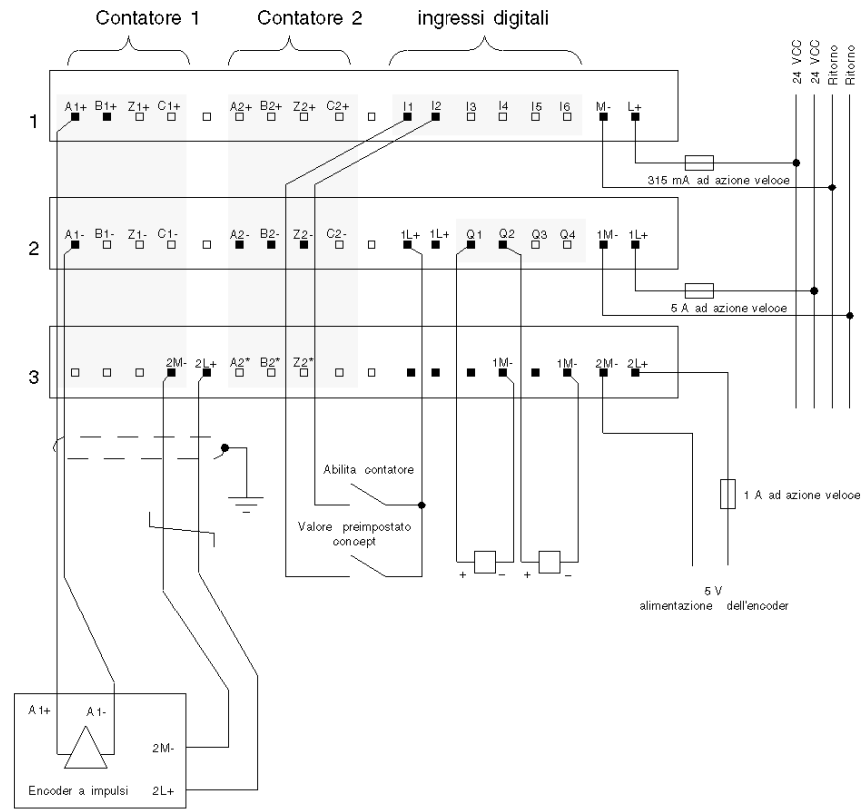 Contatore 1 Contatore 2 ingressi digitali
24 VCC
24 VCC
Ritorno
Ritorno
1
A1+ B1+ Z1+ C1+ A2+ B2+ Z2+ C2+ I1 I2 I3 I4 I5 I6 M- L+
315 mA ad azione veloce
2
A1- B1- Z1- C1- A2- B2- Z2- C2- 1L+ 1L+ Q1 Q2 Q3 Q4 1M- 1L+
5 A ad azione veloce
3
2M- 2L+ A2* B2* Z2* 1M- 1M- 2M- 2L+
Abilita contatore
1 A ad azione veloce
Valore preimpostato
concept
+ - + -
5 V
alimentazione dell'encoder
A1+ A1-
2M-
Encoder a impulsi 2L+